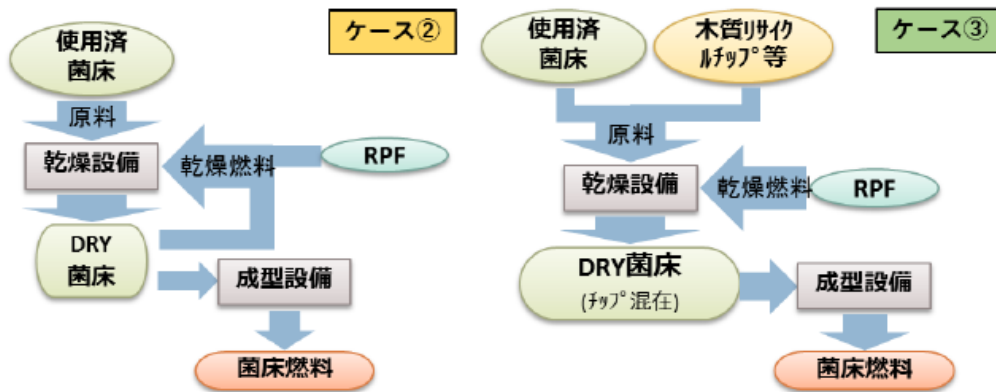 ケース②
使用済
菌床
原料
乾燥設備
乾燥燃料
RPF
DRY
菌床
成型設備
菌床燃料
ケース③
使用済
菌床
木質ﾘｻｲｸ
ﾙﾁｯﾌﾟ等
原料
乾燥設備
乾燥燃料
RPF
DRY菌床
(ﾁｯﾌﾟ混在)
成型設備
菌床燃料